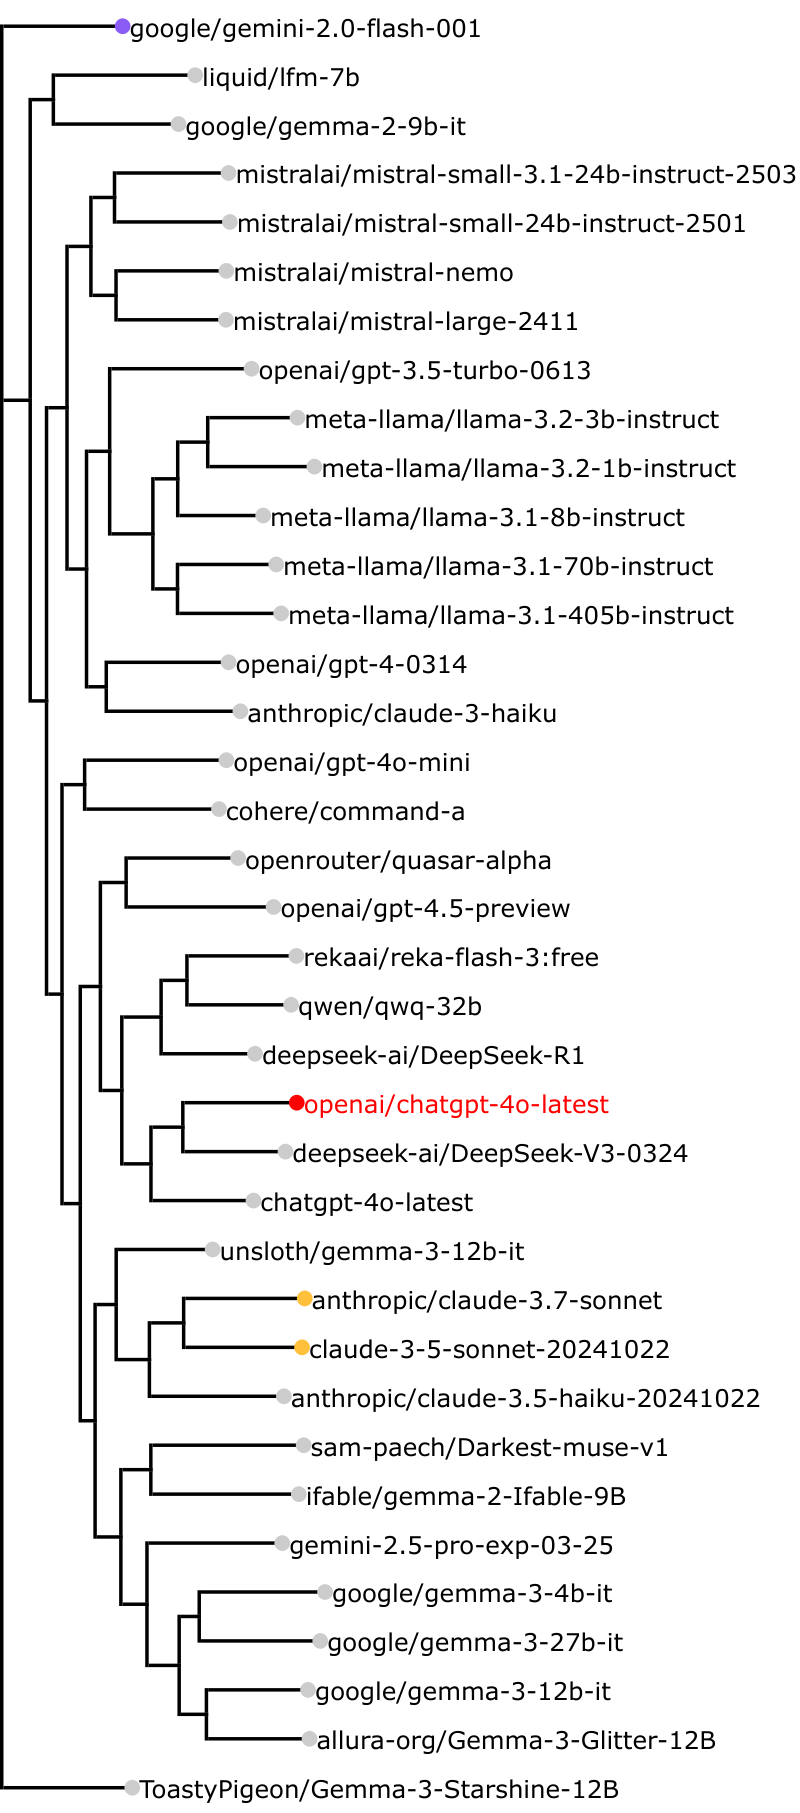 google/gemini-2.0-flash-001
liquid/lfm-7b
google/gemma-2-9b-it
mistralai/mistral-small-3.1-24b-instruct-2503
mistralai/mistral-small-24b-instruct-2501
mistralai/mistral-nemo
mistralai/mistral-large-2411
openai/gpt-3.5-turbo-0613
meta-llama/llama-3.2-3b-instruct
meta-llama/llama-3.2-1b-instruct
meta-llama/llama-3.1-8b-instruct
meta-llama/llama-3.1-70b-instruct
meta-llama/llama-3.1-405b-instruct
openai/gpt-4-0314
anthropic/claude-3-haiku
openai/gpt-4o-mini
cohere/command-a
openrouter/quasar-alpha
openai/gpt-4.5-preview
rekaai/reka-flash-3:free
qwen/qwq-32b
deepseek-ai/DeepSeek-R1
openai/chatgpt-4o-latest
deepseek-ai/DeepSeek-V3-0324
chatgpt-4o-latest
unsloth/gemma-3-12b-it
anthropic/claude-3.7-sonnet
claude-3-5-sonnet-20241022
anthropic/claude-3.5-haiku-20241022
sam-paech/Darkest-muse-v1
ifable/gemma-2-Ifable-9B
gemini-2.5-pro-exp-03-25
google/gemma-3-4b-it
google/gemma-3-27b-it
google/gemma-3-12b-it
allura-org/Gemma-3-Glitter-12B
ToastyPigeon/Gemma-3-Starshine-12B